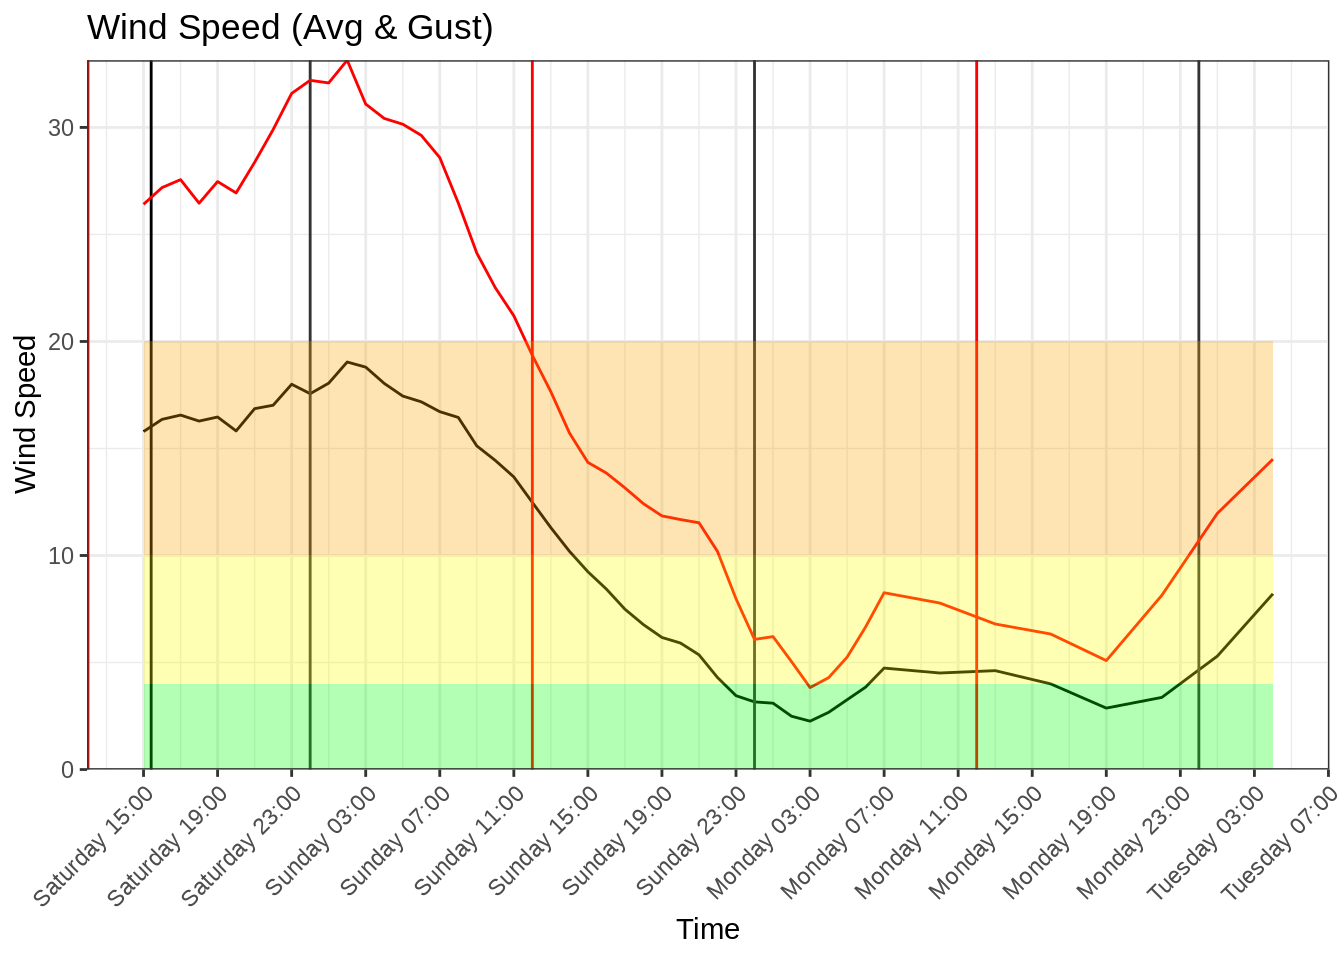 Wind Speed (Avg & Gust)
Wind Speed
30
20
10
0
Saturday 15:00
Saturday 19:00
Saturday 23:00
Sunday 03:00
Sunday 07:00
Sunday 11:00
Sunday 15:00
Sunday 19:00
Sunday 23:00
Monday 03:00
Monday 07:00
Monday 11:00
Monday 15:00
Monday 19:00
Monday 23:00
Tuesday 03:00
Tuesday 07:00
Time